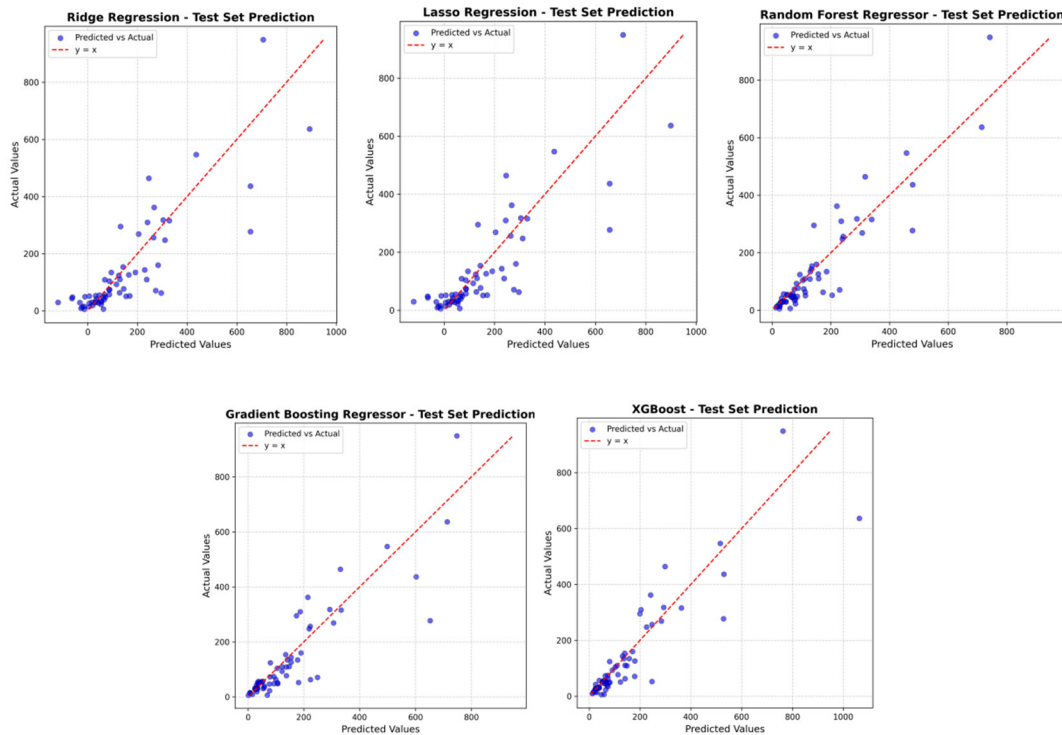 Ridge Regression - Test Set Prediction
Predicted vs Actual
y = x
Actual Values
800
600
400
200
0
0 200 400 600 800 1000
Predicted Values
Lasso Regression - Test Set Prediction
Predicted vs Actual
y = x
Actual Values
800
600
400
200
0
0 200 400 600 800 1000
Predicted Values
Random Forest Regressor - Test Set Prediction
Predicted vs Actual
y = x
Actual Values
800
600
400
200
0
0 200 400 600 800
Predicted Values
Gradient Boosting Regressor - Test Set Prediction
Predicted vs Actual
y = x
Actual Values
800
600
400
200
0
0 200 400 600 800
Predicted Values
XGBoost - Test Set Prediction
Predicted vs Actual
y = x
Actual Values
800
600
400
200
0
0 200 400 600 800 1000
Predicted Values